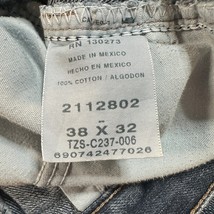 RN 130273
MADE IN MEXICO
HECHO EN MEXICO
100% COTTON / ALGODON
2112802
-
38 X 32
TZS-C237-006
690742477026